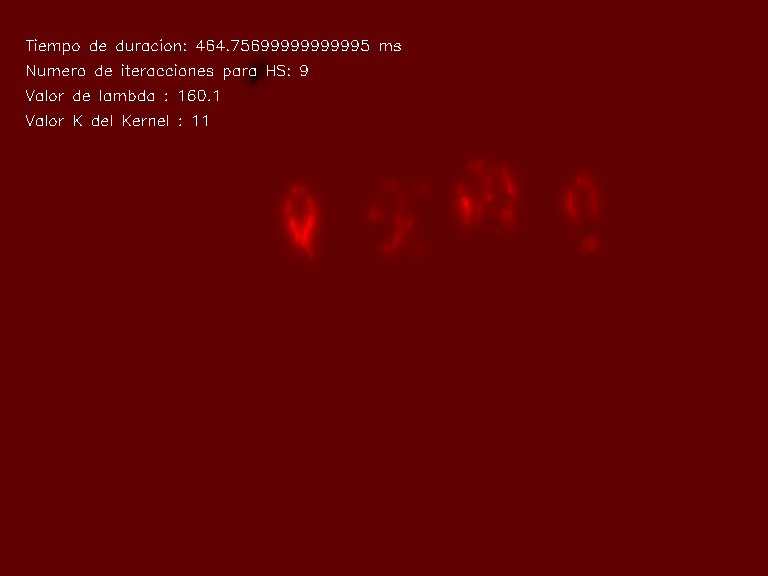 Tiempo de duracion: 464.75699999999995 ms
Numero de iteracciones para HS: 9
Valor de lambda : 160.1
Valor K del Kernel : 11